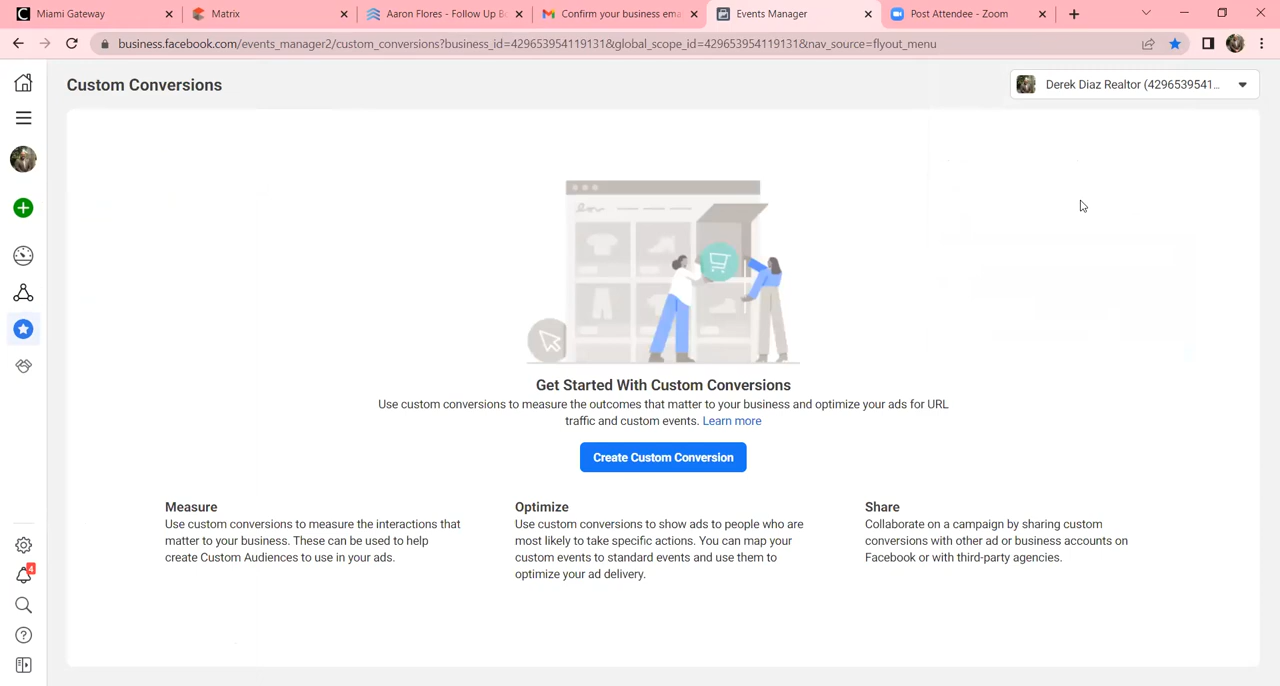 Miami Gateway
Matrix
Aaron Flores - Follow Up B
Confirm your business ema
Events Manager
Post Attendee - Zoom
business.facebook.com/events_manager2/custom_conversions?business_id=429653954119131&global_scope_id=429653954119131&nav_source=flyout_menu
Custom Conversions
Derek Diaz Realtor (4296539541...
Get Started With Custom Conversions
Use custom conversions to measure the outcomes that matter to your business and optimize your ads for URL
traffic and custom events. Learn more
Create Custom Conversion
Measure
Use custom conversions to measure the interactions that
matter to your business. These can be used to help
create Custom Audiences to use in your ads.
Optimize
Use custom conversions to show ads to people who are
most likely to take specific actions. You can map your
custom events to standard events and use them to
optimize your ad delivery.
Share
Collaborate on a campaign by sharing custom
conversions with other ad or business accounts on
Facebook or with third-party agencies.
4